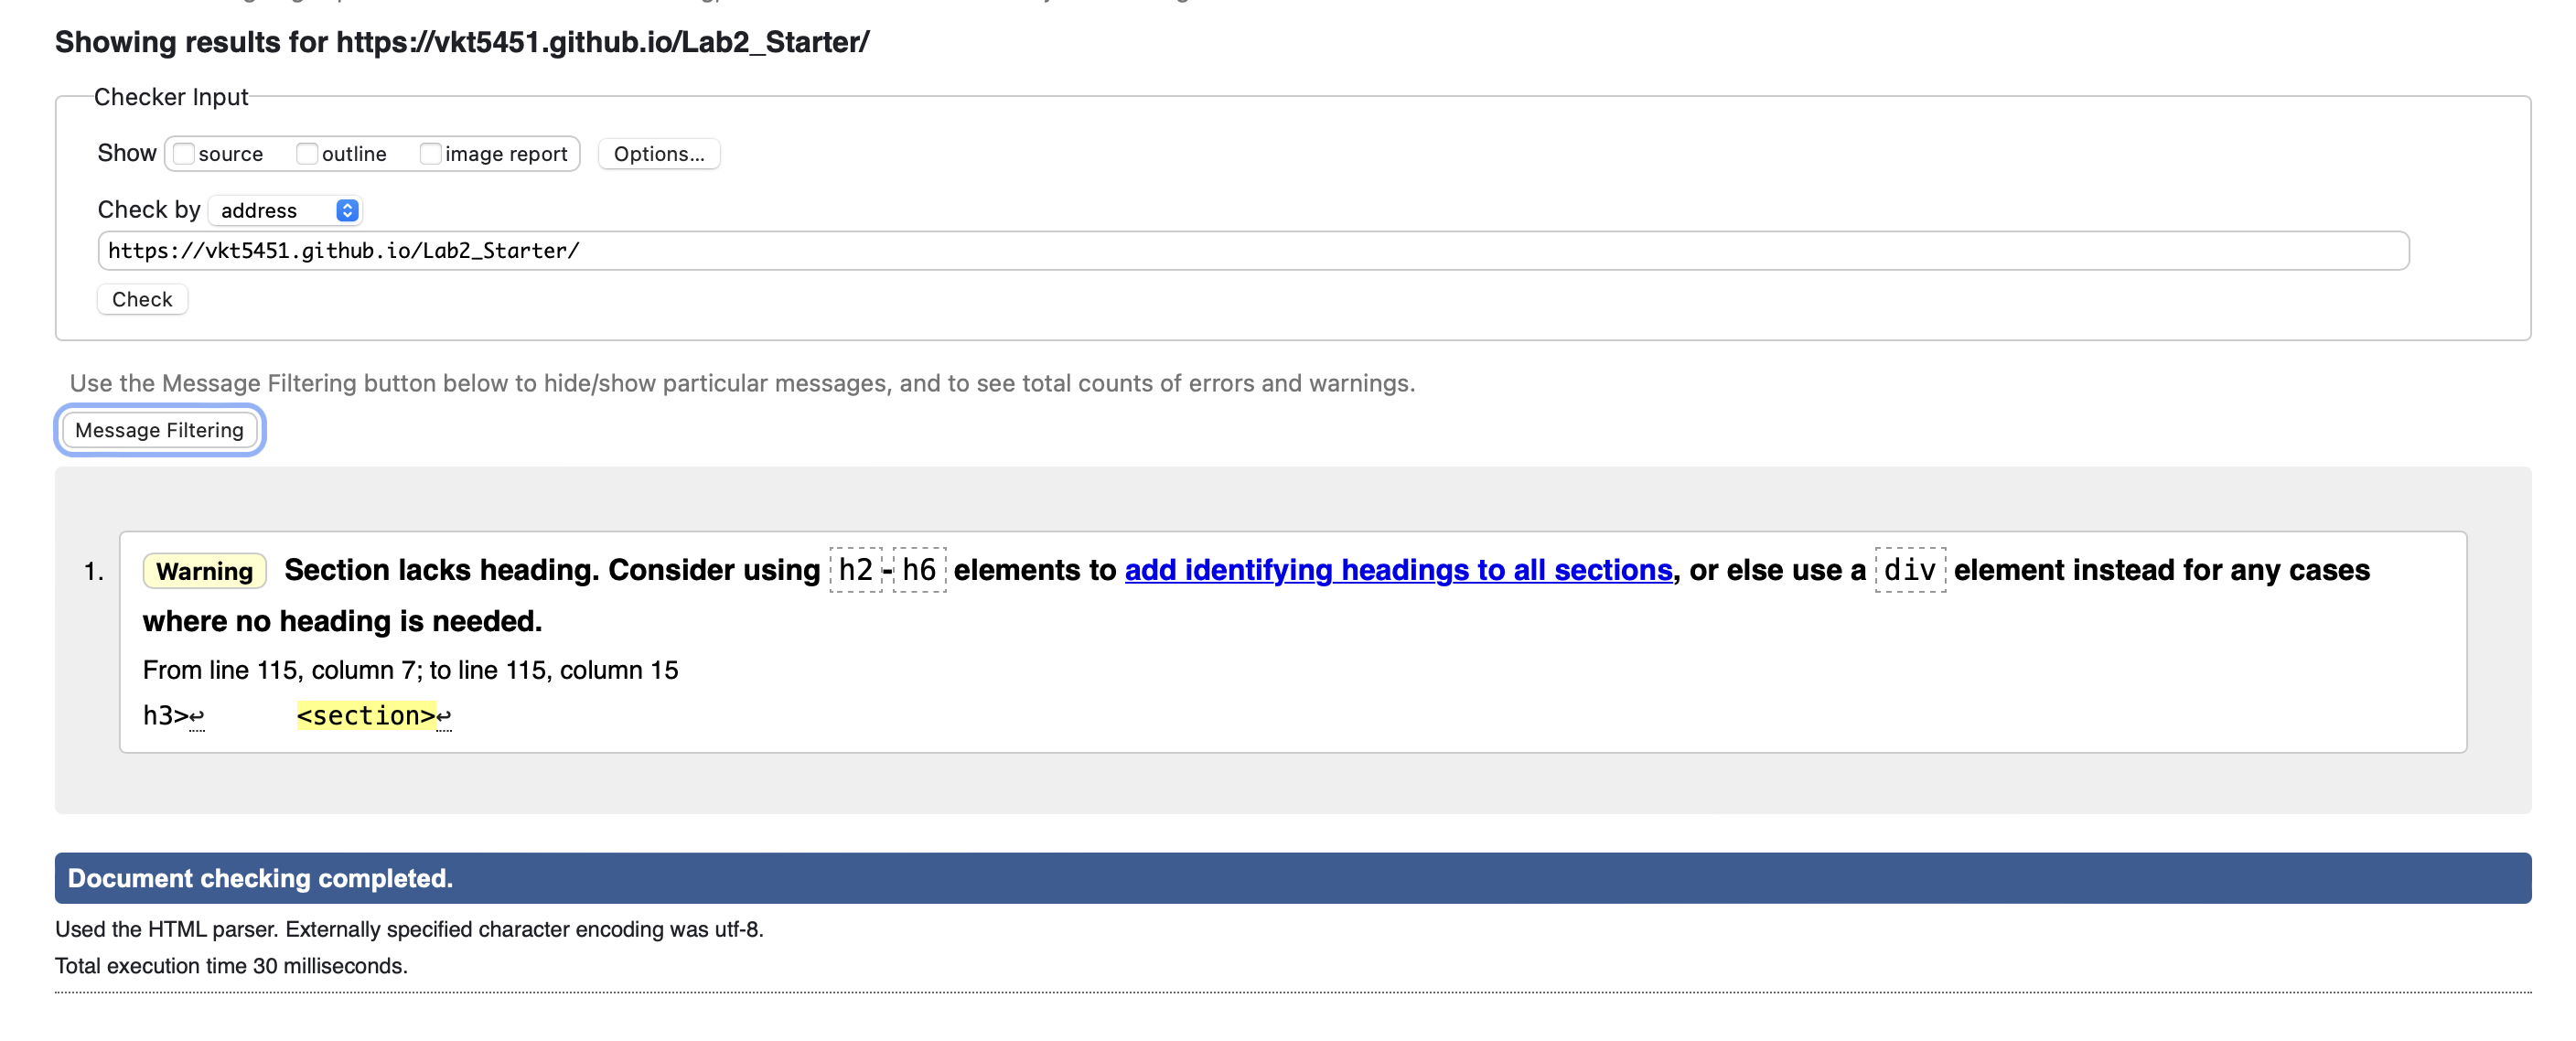 Showing results for https://vkt5451.github.io/Lab2_Starter/
Checker Input
Show source outline image report Options...
Check by address
https://vkt5451.github.io/Lab2_Starter/
Check
Use the Message Filtering button below to hide/show particular messages, and to see total counts of errors and warnings.
Message Filtering
1. Warning Section lacks heading. Consider using h2-h6 elements to add identifying headings to all sections, or else use a div element instead for any cases
where no heading is needed.
From line 115, column 7; to line 115, column 15
h3>↩ <section>↩
Document checking completed.
Used the HTML parser. Externally specified character encoding was utf-8.
Total execution time 30 milliseconds.